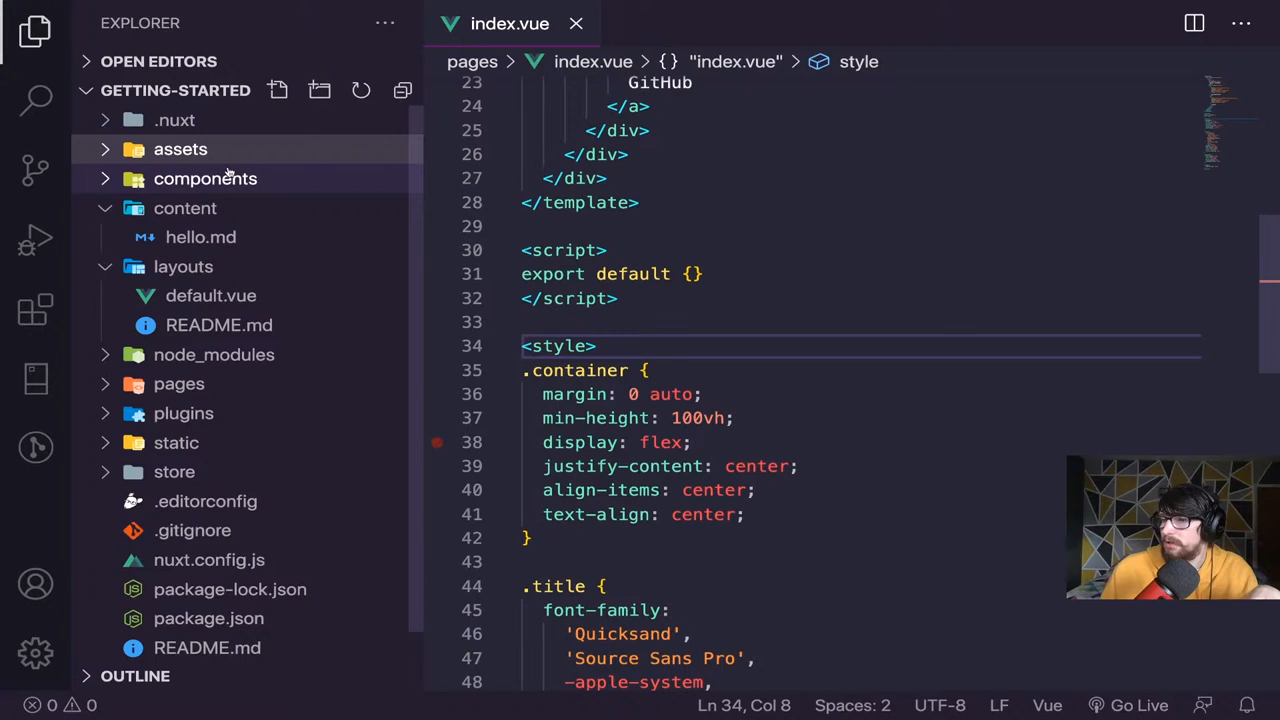 EXPLORER
OPEN EDITORS
GETTING-STARTED
.nuxt
assets
components
content
hello.md
layouts
default.vue
README.md
node_modules
pages
plugins
static
store
.editorconfig
.gitignore
nuxt.config.js
package-lock.json
package.json
README.md
OUTLINE
index.vue
pages > index.vue > {} "index.vue" > style
23 GitHub
24 </a>
25 </div>
26 </div>
27 </div>
28 </template>
29
30 <script>
31 export default {}
32 </script>
33
34 <style>
35 .container {
36 margin: 0 auto;
37 min-height: 100vh;
38 display: flex;
39 justify-content: center;
40 align-items: center;
41 text-align: center;
42 }
43
44 .title {
45 font-family:
46 'Quicksand',
47 'Source Sans Pro',
48 -apple-system,
0 0 Ln 34, Col 8 Spaces: 2 UTF-8 LF Vue Go Live